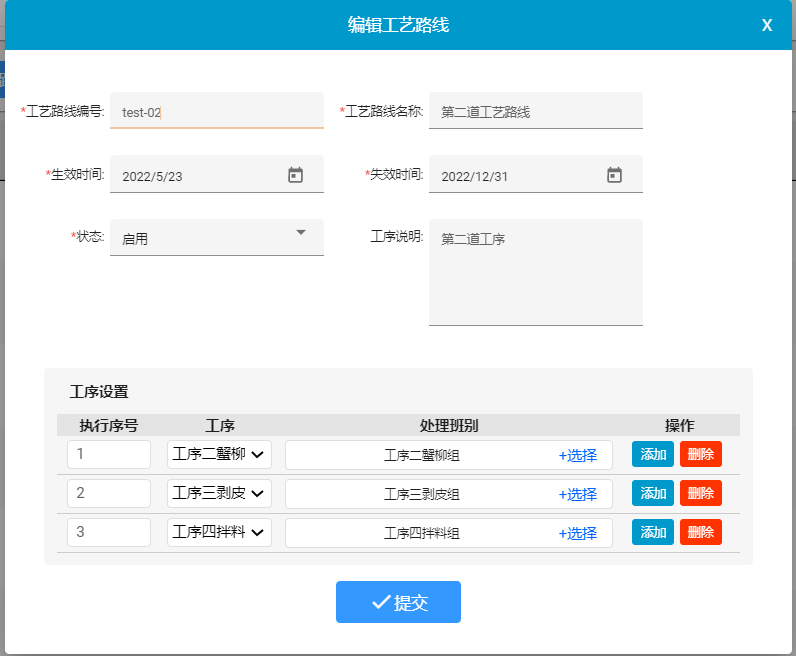 编辑工艺路线 X
*工艺路线编号: test-02 *工艺路线名称: 第二道工艺路线
*生效时间: 2022/5/23 *失效时间: 2022/12/31
*状态: 启用 工序说明: 第二道工序
工序设置
执行序号 工序 处理班别 操作
1 工序二蟹柳 工序二蟹柳组 +选择 添加 删除
2 工序三剥皮 工序三剥皮组 +选择 添加 删除
3 工序四拌料 工序四拌料组 +选择 添加 删除
提交